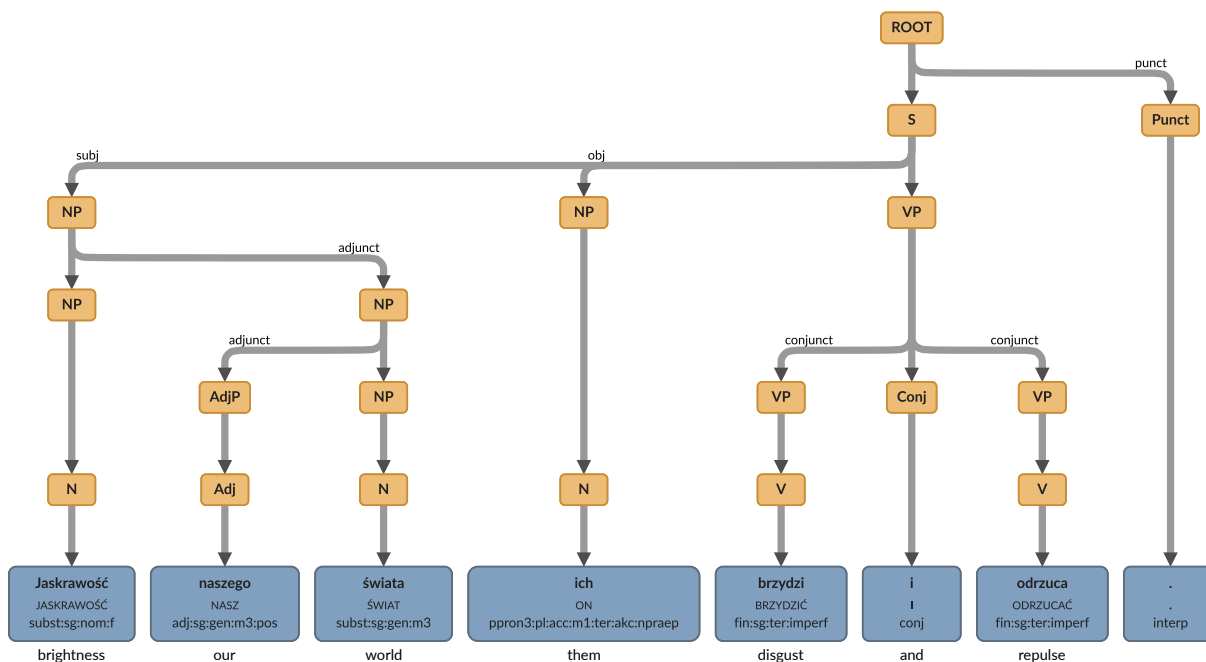 ROOT
punct
S
Punct
subj
obj
NP
NP
VP
adjunct
NP
NP
adjunct
conjunct
conjunct
AdjP
NP
VP
Conj
VP
N
Adj
N
N
V
V
Jaskrawość naszego świata ich brzydzi i odrzuca .
JASKRAWOŚĆ NASZ ŚWIAT ON BRZYDZIĆ I ODRZUCAĆ .
subst:sg:nom:f adj:sg:gen:m3:pos subst:sg:gen:m3 ppron3:pl:acc:m1:ter:akc:npraep fin:sg:ter:imperf conj fin:sg:ter:imperf interp
brightness our world them disgust and repulse